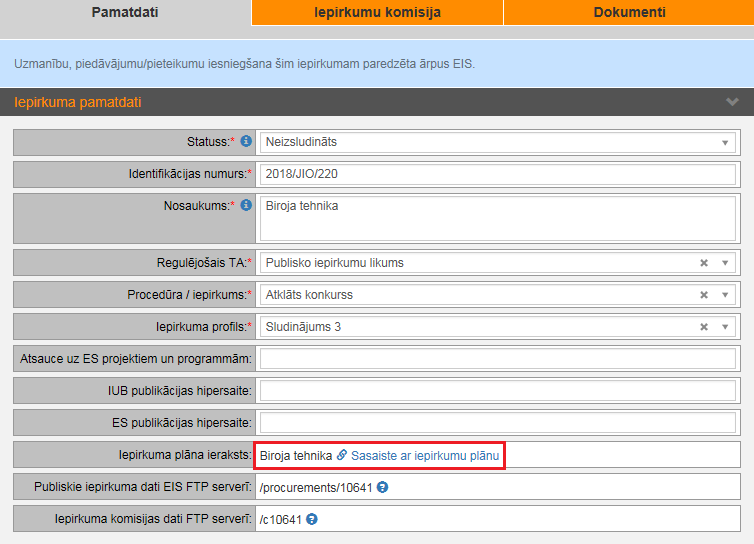 Pamatdati Iepirkumu komisija Dokumenti
Uzmanību, piedāvājumu/pieteikumu iesniegšana šim iepirkumam paredzēta ārpus EIS.
Iepirkuma pamatdati
Statuss:* Neizsludināts
Identifikācijas numurs:* 2018/JIO/220
Nosaukums:* Biroja tehnika
Regulējošais TA:* Publisko iepirkumu likums
Procedūra / iepirkums:* Atklāts konkurss
Iepirkuma profils:* Sludinājums 3
Atsauce uz ES projektiem un programmām:
IUB publikācijas hipersaite:
ES publikācijas hipersaite:
Iepirkuma plāna ieraksts: Biroja tehnika Sasaiste ar iepirkumu plānu
Publiskie iepirkuma dati EIS FTP serverī: /procurements/10641
Iepirkuma komisijas dati FTP serverī: /c10641